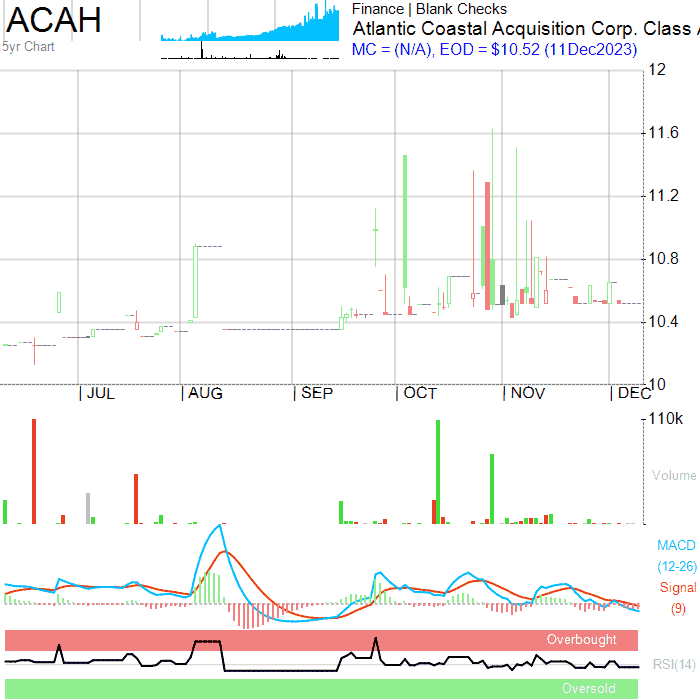 ACAH
5yr Chart
Finance | Blank Checks
Atlantic Coastal Acquisition Corp. Class A
MC = (N/A), EOD = $10.52 (11Dec2023)
12
11.6
11.2
10.8
10.4
10
JUL
AUG
SEP
OCT
NOV
DEC
110k
Volume
MACD
(12-26)
Signal
(9)
Overbought
RSI(14)
Oversold